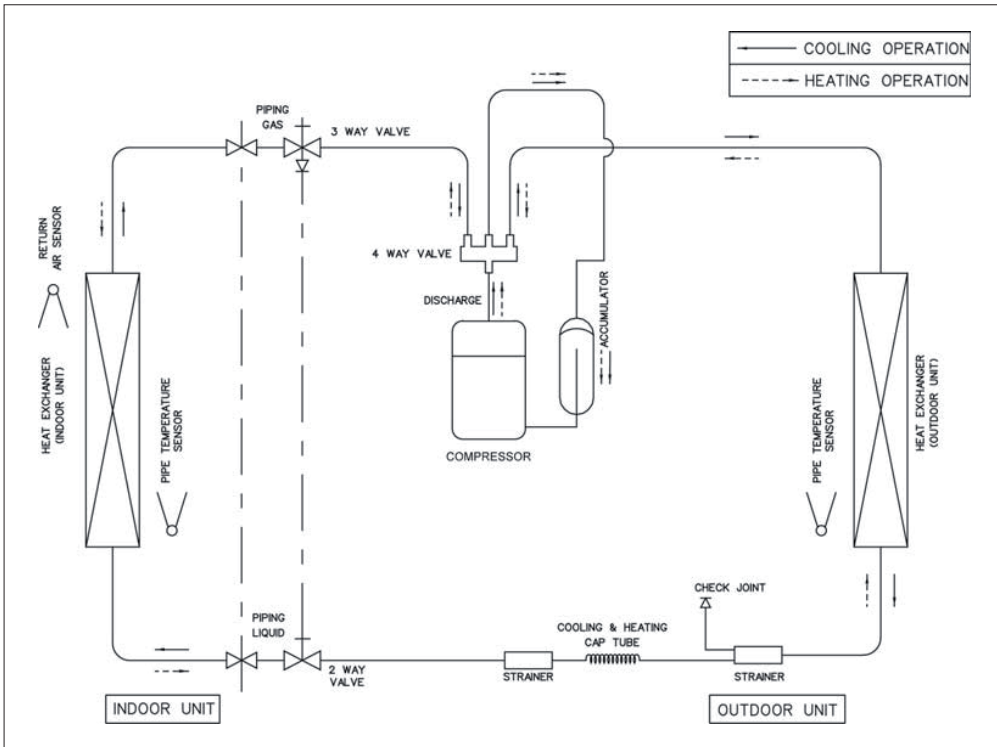 COOLING OPERATION
HEATING OPERATION
PIPING
GAS
3 WAY VALVE
RETURN
AIR SENSOR
4 WAY VALVE
DISCHARGE
ACCUMULATOR
HEAT EXCHANGER
(INDOOR UNIT)
PIPE TEMPERATURE
SENSOR
COMPRESSOR
PIPE TEMPERATURE
SENSOR
HEAT EXCHANGER
(OUTDOOR UNIT)
CHECK JOINT
PIPING
LIQUID
COOLING & HEATING
CAP TUBE
2 WAY
VALVE
STRAINER
STRAINER
INDOOR UNIT
OUTDOOR UNIT